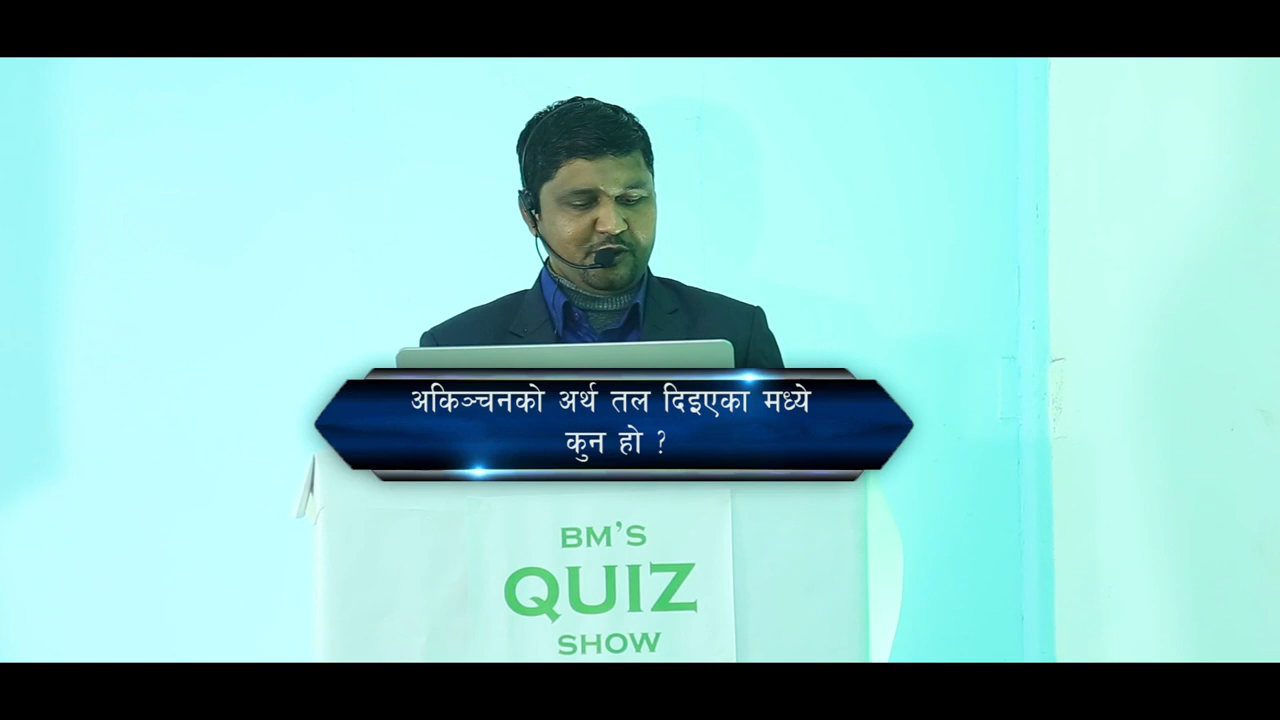 अकिञ्चनको अर्थ तल दिइएका मध्ये
कुन हो ?
BM'S
QUIZ
SHOW